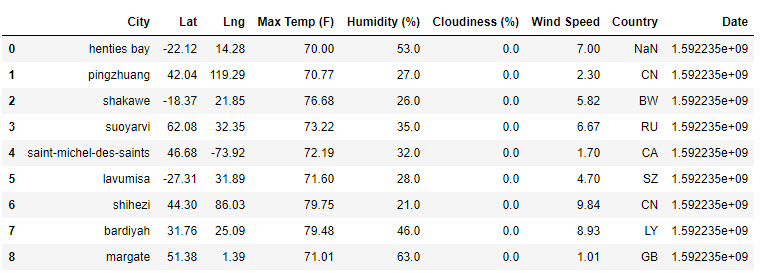 City Lat Lng Max Temp (F) Humidity (%) Cloudiness (%) Wind Speed Country Date
0 henties bay -22.12 14.28 70.00 53.0 0.0 7.00 NaN 1.592235e+09
1 pingzhuang 42.04 119.29 70.77 27.0 0.0 2.30 CN 1.592235e+09
2 shakawe -18.37 21.85 76.68 26.0 0.0 5.82 BW 1.592235e+09
3 suoyarvi 62.08 32.35 73.22 35.0 0.0 6.67 RU 1.592235e+09
4 saint-michel-des-saints 46.68 -73.92 72.19 32.0 0.0 1.70 CA 1.592235e+09
5 lavumisa -27.31 31.89 71.60 28.0 0.0 4.70 SZ 1.592235e+09
6 shihezi 44.30 86.03 79.75 21.0 0.0 9.84 CN 1.592235e+09
7 bardiyah 31.76 25.09 79.48 46.0 0.0 8.93 LY 1.592235e+09
8 margate 51.38 1.39 71.01 63.0 0.0 1.01 GB 1.592235e+09